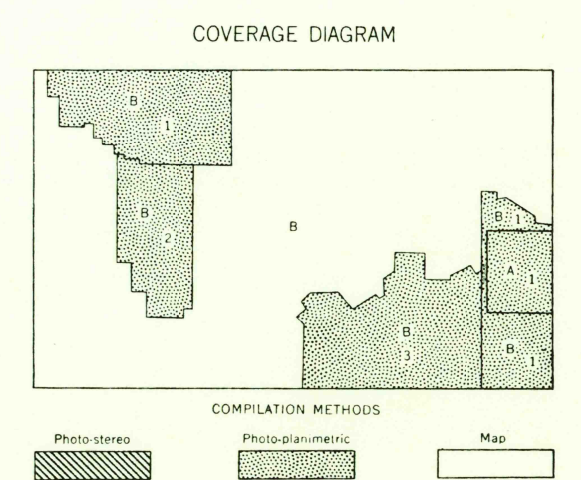 COVERAGE DIAGRAM
B
1
B
2
B
B 1
A 1
B
3
B 1
COMPILATION METHODS
Photo-stereo Photo-planimetric Map